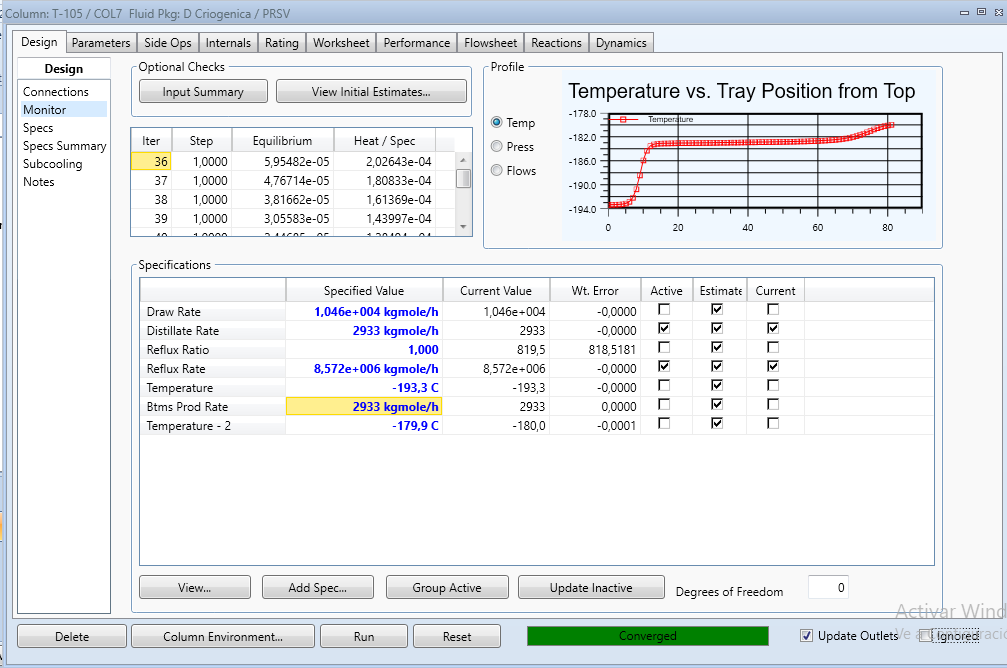 Column: T-105 / COL7 Fluid Pkg: D Criogenica / PRSV
Design Parameters Side Ops Internals Rating Worksheet Performance Flowsheet Reactions Dynamics
Design
Connections
Monitor
Specs
Specs Summary
Subcooling
Notes
Optional Checks
Input Summary View Initial Estimates...
Iter Step Equilibrium Heat / Spec
36 1,0000 5,95482e-05 2,02643e-04
37 1,0000 4,76714e-05 1,80833e-04
38 1,0000 3,81662e-05 1,61369e-04
39 1,0000 3,05583e-05 1,43997e-04
Profile
Temp
Press
Flows
Temperature vs. Tray Position from Top
Temperature
-178.0
-182.0
-186.0
-190.0
-194.0
0 20 40 60 80
Specifications
Specified Value Current Value Wt. Error Active Estimate Current
Draw Rate 1,046e+004 kgmole/h 1,046e+004 -0,0000
Distillate Rate 2933 kgmole/h 2933 -0,0000
Reflux Ratio 1,000 819,5 818,5181
Reflux Rate 8,572e+006 kgmole/h 8,572e+006 -0,0000
Temperature -193,3 C -193,3 -0,0000
Btms Prod Rate 2933 kgmole/h 2933 0,0000
Temperature - 2 -179,9 C -180,0 -0,0001
View... Add Spec... Group Active Update Inactive Degrees of Freedom 0
Activar Wind
Delete Column Environment... Run Reset Converged Update Outlets Ignored